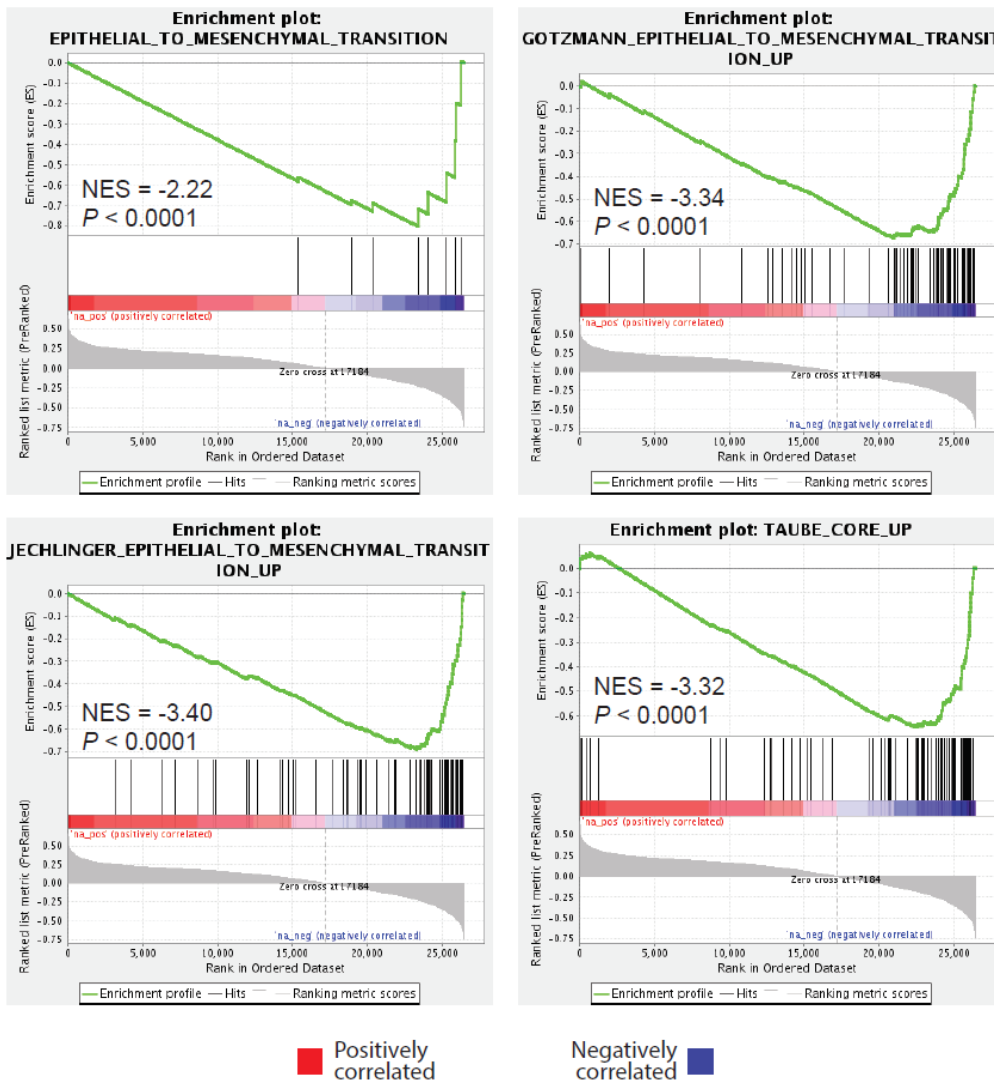 Enrichment plot:
EPITHELIAL_TO_MESENCHYMAL_TRANSITION
Enrichment score (ES)
0.0
-0.1
-0.2
-0.3
-0.4
-0.5
-0.6
-0.7
-0.8
NES = -2.22
P < 0.0001
'na_pos' (positively correlated)
Ranked list metric (PreRanked)
0.50
0.25
0.00
-0.25
-0.50
-0.75
Zero cross at 17184
'na_neg' (negatively correlated)
0 5,000 10,000 15,000 20,000 25,000
Rank in Ordered Dataset
Enrichment profile Hits Ranking metric scores
Enrichment plot:
GOTZMANN_EPITHELIAL_TO_MESENCHYMAL_TRANSIT
ION_UP
Enrichment score (ES)
0.0
-0.1
-0.2
-0.3
-0.4
-0.5
-0.6
-0.7
NES = -3.34
P < 0.0001
'na_pos' (positively correlated)
Ranked list metric (PreRanked)
0.50
0.25
0.00
-0.25
-0.50
-0.75
Zero cross at 17184
'na_neg' (negatively correlated)
0 5,000 10,000 15,000 20,000 25,000
Rank in Ordered Dataset
Enrichment profile Hits Ranking metric scores
Enrichment plot:
JECHLINGER_EPITHELIAL_TO_MESENCHYMAL_TRANSIT
ION_UP
Enrichment score (ES)
0.0
-0.1
-0.2
-0.3
-0.4
-0.5
-0.6
-0.7
NES = -3.40
P < 0.0001
'na_pos' (positively correlated)
Ranked list metric (PreRanked)
0.50
0.25
0.00
-0.25
-0.50
-0.75
Zero cross at 17184
'na_neg' (negatively correlated)
0 5,000 10,000 15,000 20,000 25,000
Rank in Ordered Dataset
Enrichment profile Hits Ranking metric scores
Enrichment plot: TAUBE_CORE_UP
Enrichment score (ES)
0.0
-0.1
-0.2
-0.3
-0.4
-0.5
-0.6
NES = -3.32
P < 0.0001
'na_pos' (positively correlated)
Ranked list metric (PreRanked)
0.50
0.25
0.00
-0.25
-0.50
-0.75
Zero cross at 17184
'na_neg' (negatively correlated)
0 5,000 10,000 15,000 20,000 25,000
Rank in Ordered Dataset
Enrichment profile Hits Ranking metric scores
Positively
correlated
Negatively
correlated